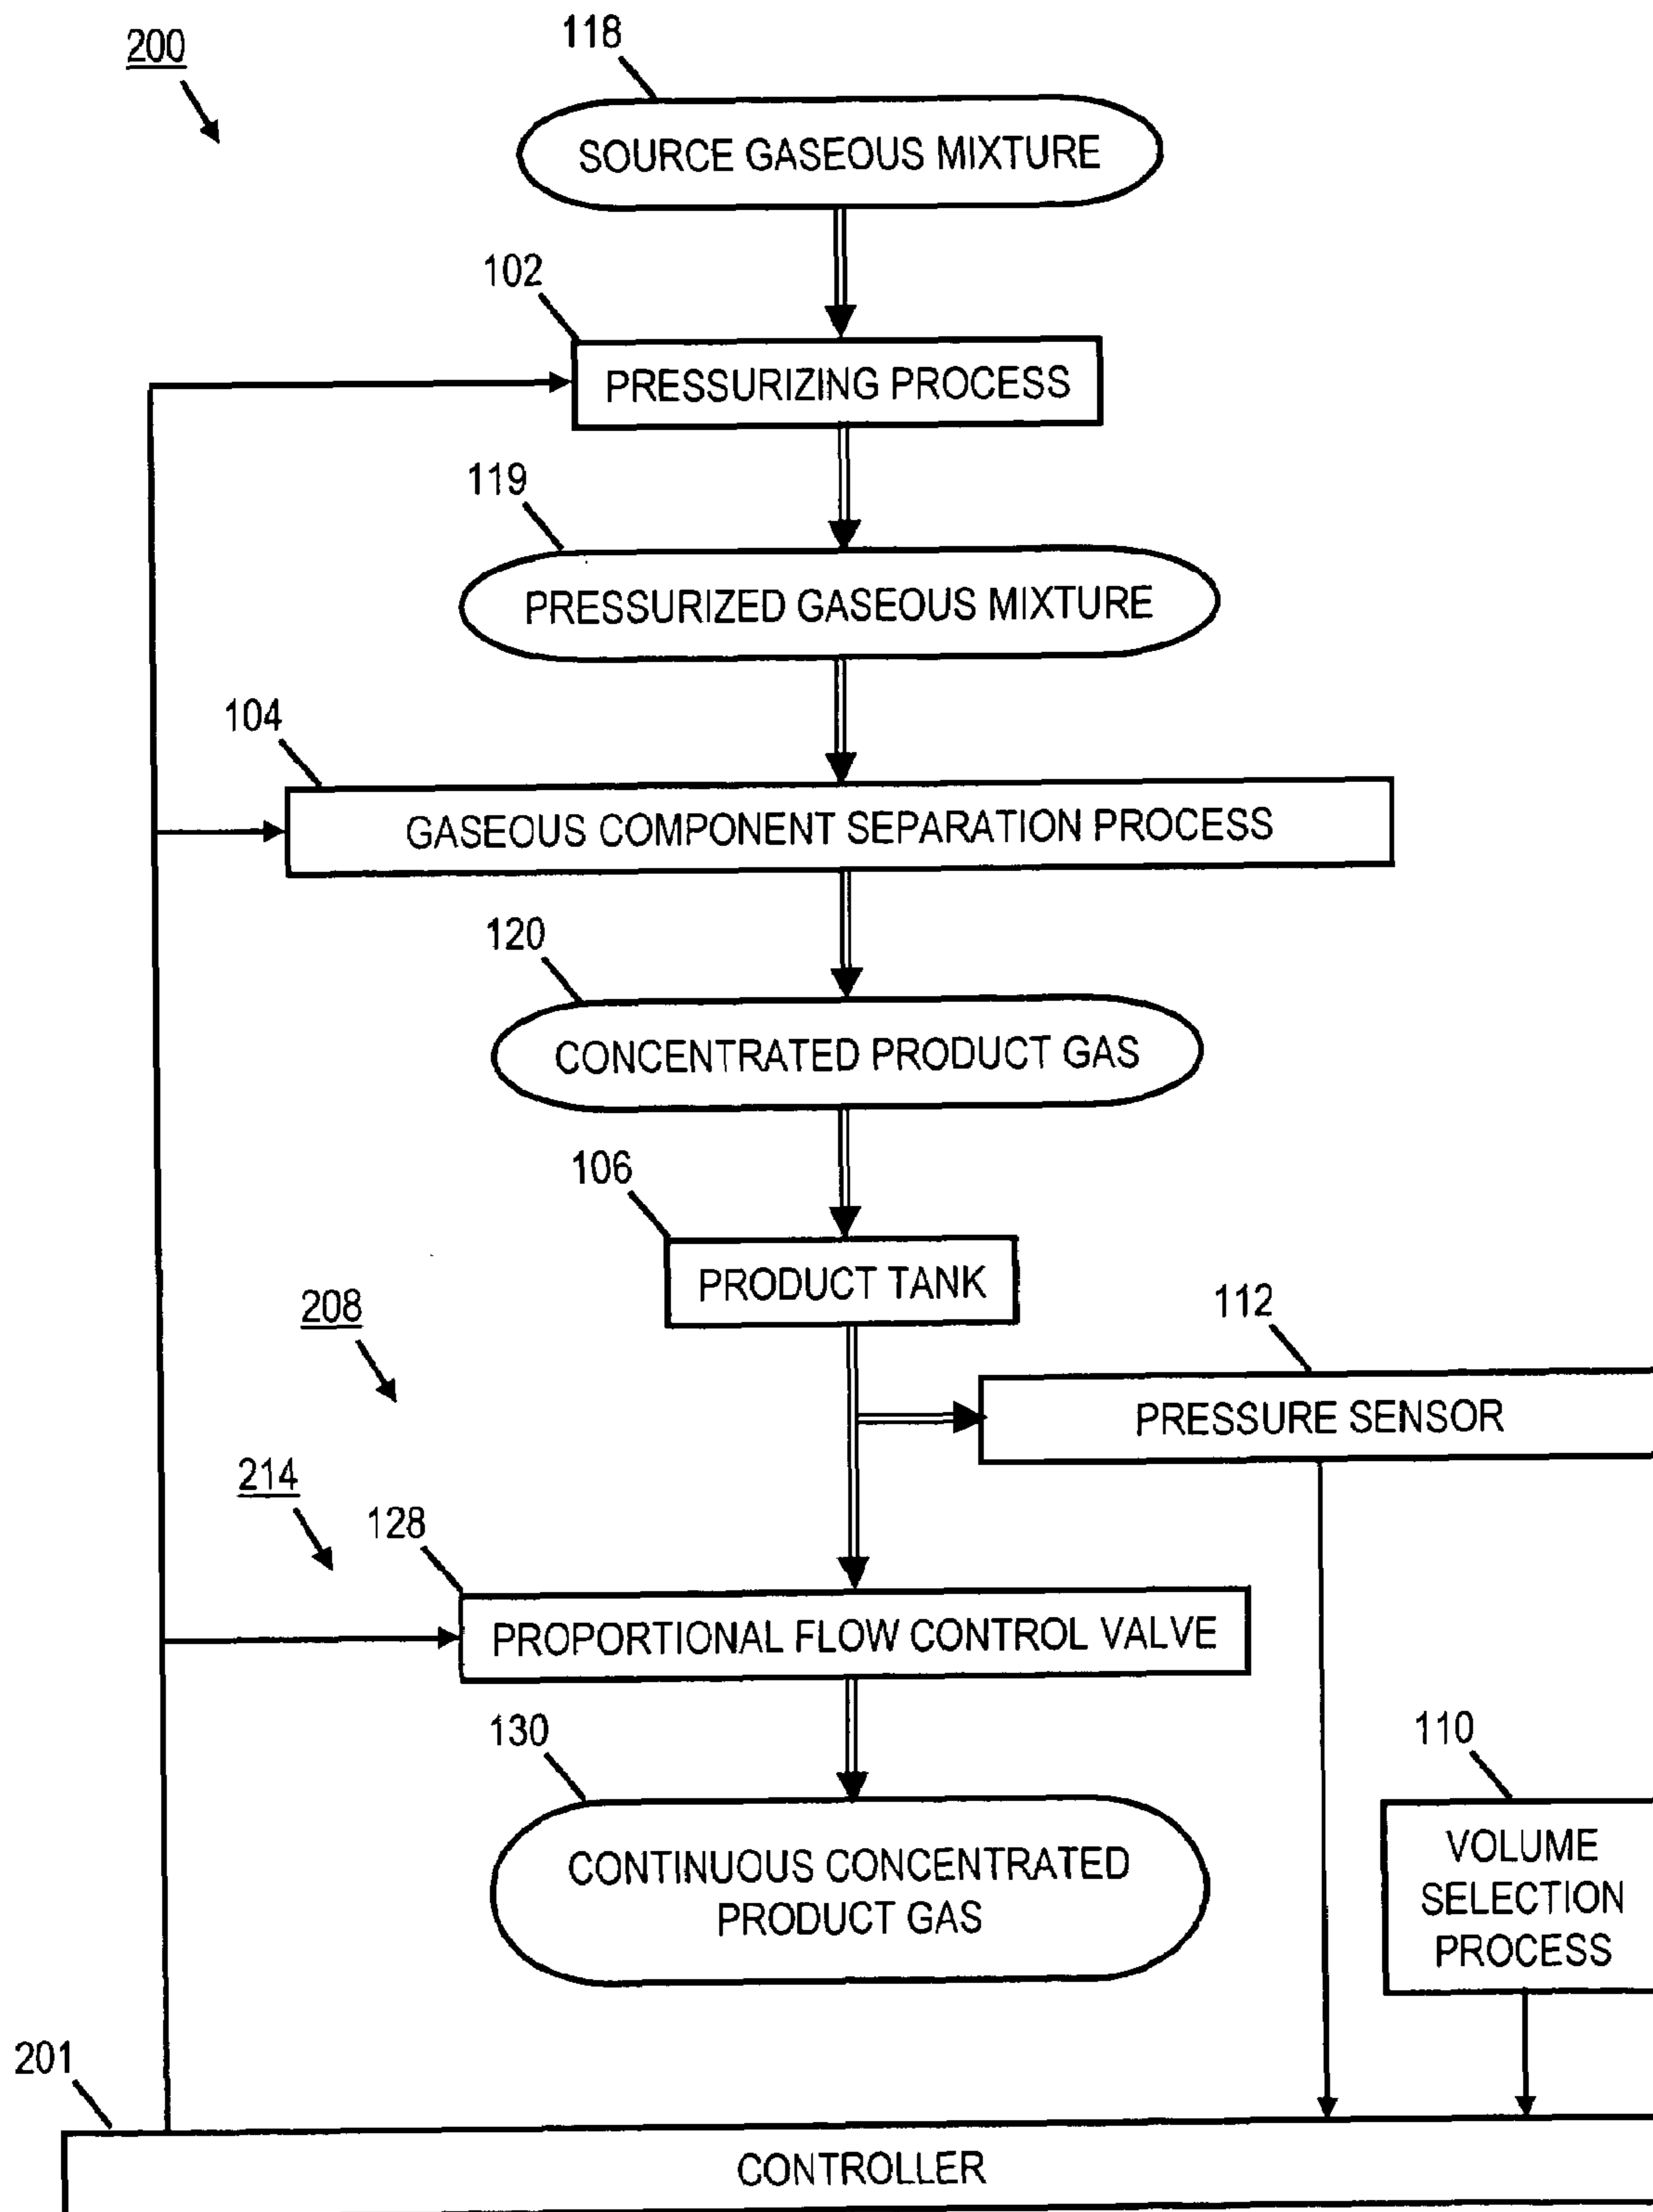 200
118
SOURCE GASEOUS MIXTURE
102
PRESSURIZING PROCESS
119
PRESSURIZED GASEOUS MIXTURE
104
GASEOUS COMPONENT SEPARATION PROCESS
120
CONCENTRATED PRODUCT GAS
106
PRODUCT TANK
208
112
PRESSURE SENSOR
214
128
PROPORTIONAL FLOW CONTROL VALVE
130
CONTINUOUS CONCENTRATED
PRODUCT GAS
110
VOLUME
SELECTION
PROCESS
201
CONTROLLER